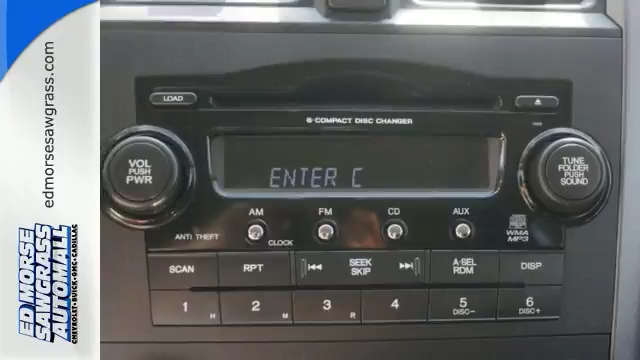 edmorsesawgrass.com
ED MORSE
SAWGRASS
AUTOMALL
CHEVROLET•BUICK•GMC•CADILLAC
LOAD
6 COMPACT DISC CHANGER
VOL
PUSH
PWR
TUNE
FOLDER
PUSH
SOUND
ENTER C
AM FM CD AUX
ANTI THEFT
CLOCK
WMA
MP3
SCAN RPT SEEK SKIP A·SEL RDM DISP
1 H 2 M 3 R 4 5 DISC− 6 DISC+